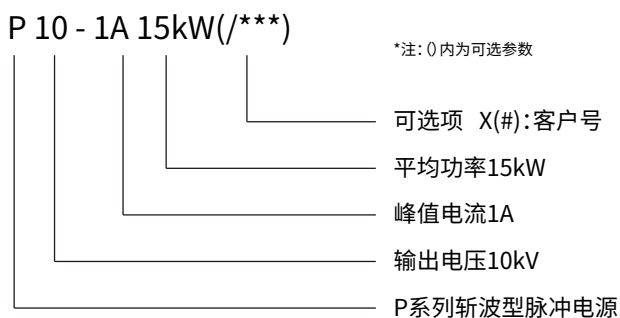 P 10 - 1A 15kW(/***)
*注:()内为可选参数
可选项 X(#):客户号
平均功率15kW
峰值电流1A
输出电压10kV
P系列斩波型脉冲电源